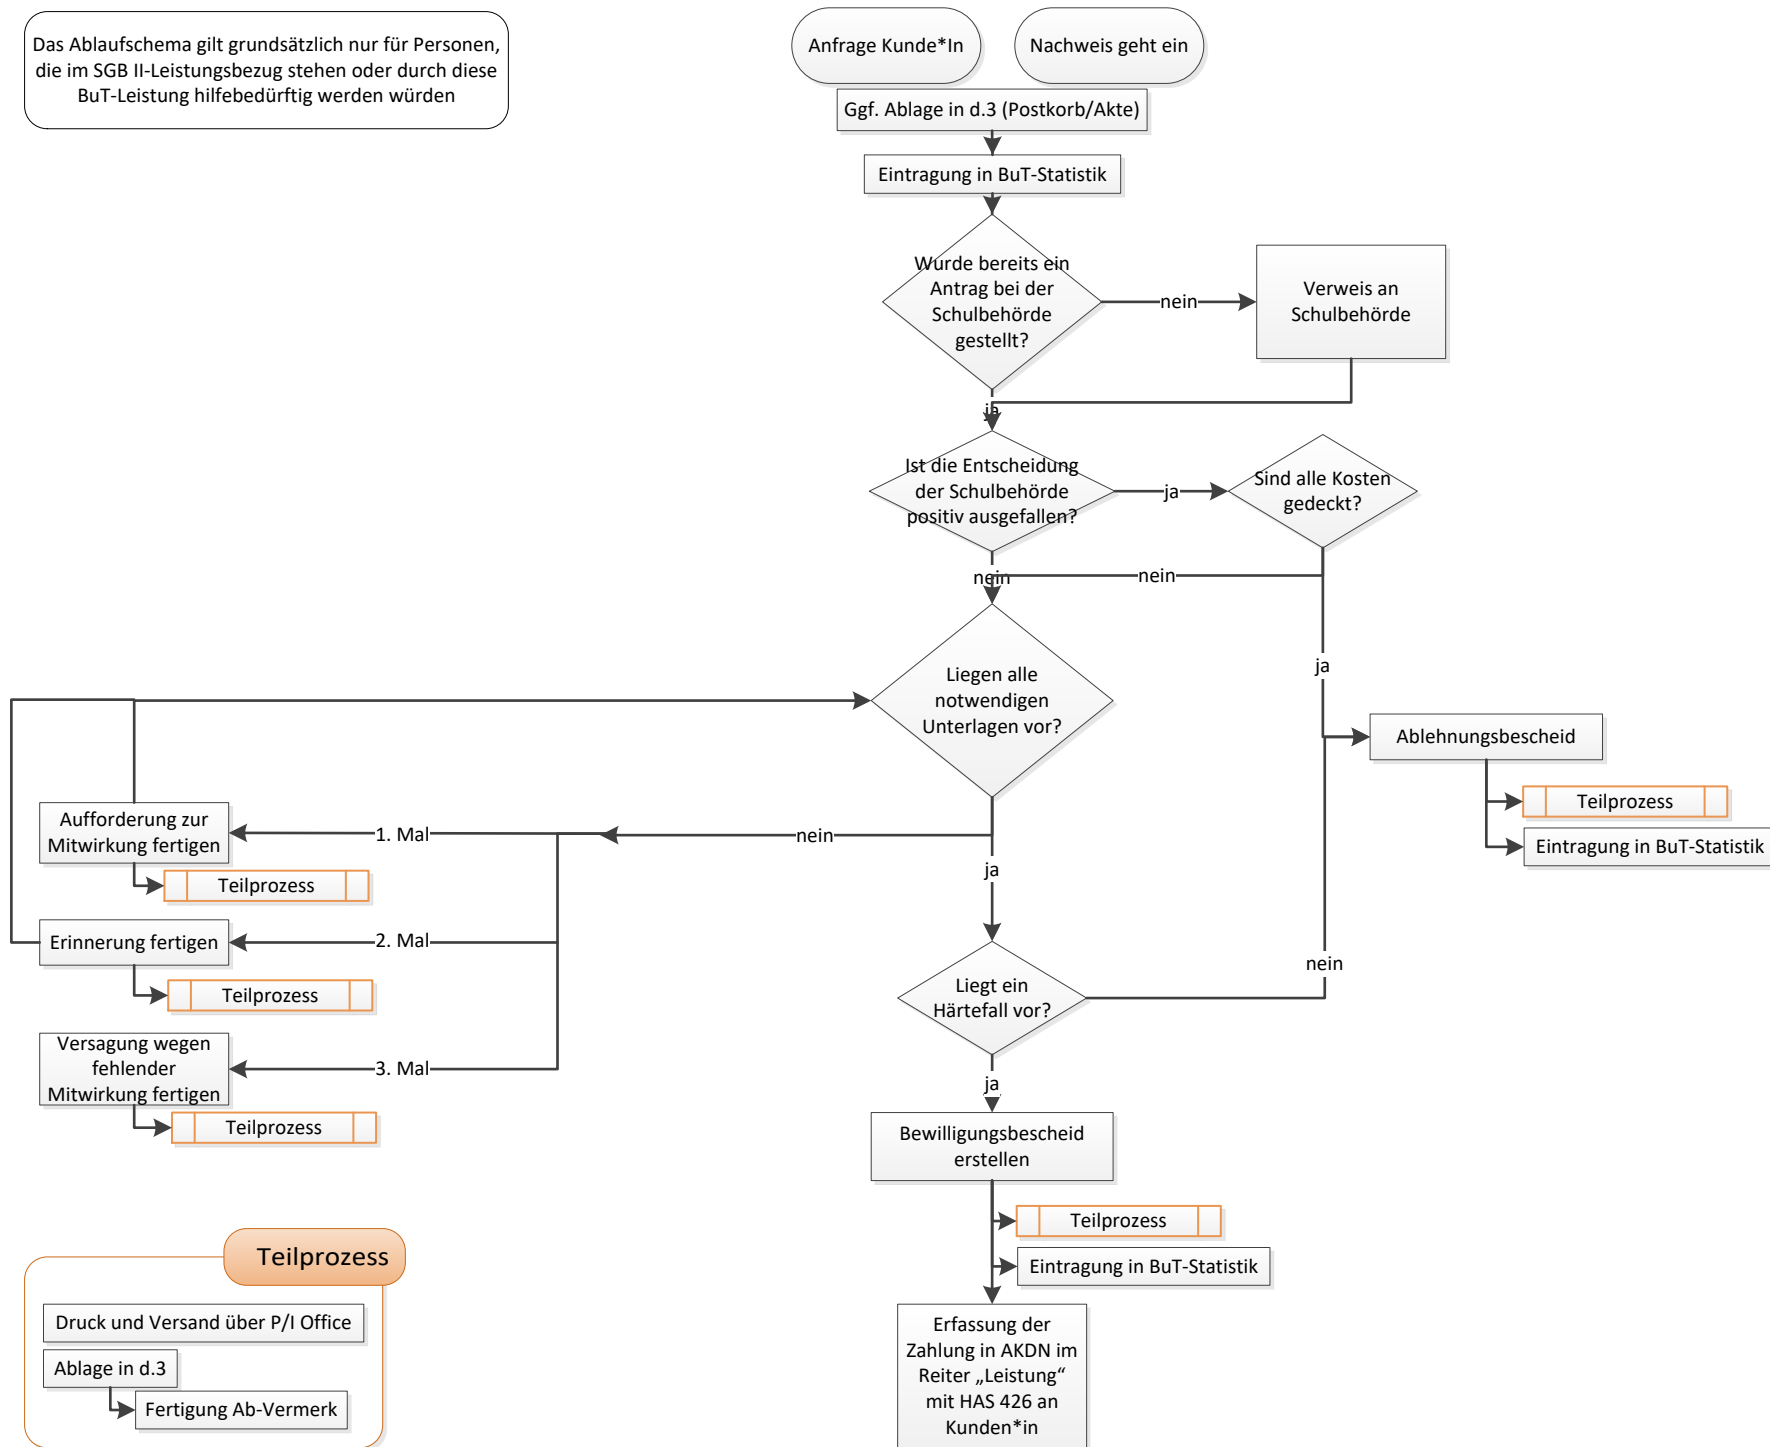 Das Ablaufschema gilt grundsätzlich nur für Personen,
die im SGB II-Leistungsbezug stehen oder durch diese
BuT-Leistung hilfebedürftig werden würden
Anfrage Kunde*In
Nachweis geht ein
Ggf. Ablage in d.3 (Postkorb/Akte)
Eintragung in BuT-Statistik
Wurde bereits ein
Antrag bei der
Schulbehörde
gestellt?
nein
Verweis an
Schulbehörde
ja
Ist die Entscheidung
der Schulbehörde
positiv ausgefallen?
ja
Sind alle Kosten
gedeckt?
nein
nein
ja
Liegen alle
notwendigen
Unterlagen vor?
Ablehnungsbescheid
Teilprozess
Eintragung in BuT-Statistik
nein
1. Mal
Aufforderung zur
Mitwirkung fertigen
Teilprozess
ja
2. Mal
Erinnerung fertigen
Teilprozess
nein
Liegt ein
Härtefall vor?
3. Mal
Versagung wegen
fehlender
Mitwirkung fertigen
Teilprozess
ja
Bewilligungsbescheid
erstellen
Teilprozess
Eintragung in BuT-Statistik
Erfassung der
Zahlung in AKDN im
Reiter „Leistung“
mit HAS 426 an
Kunden*in
Teilprozess
Druck und Versand über P/I Office
Ablage in d.3
Fertigung Ab-Vermerk